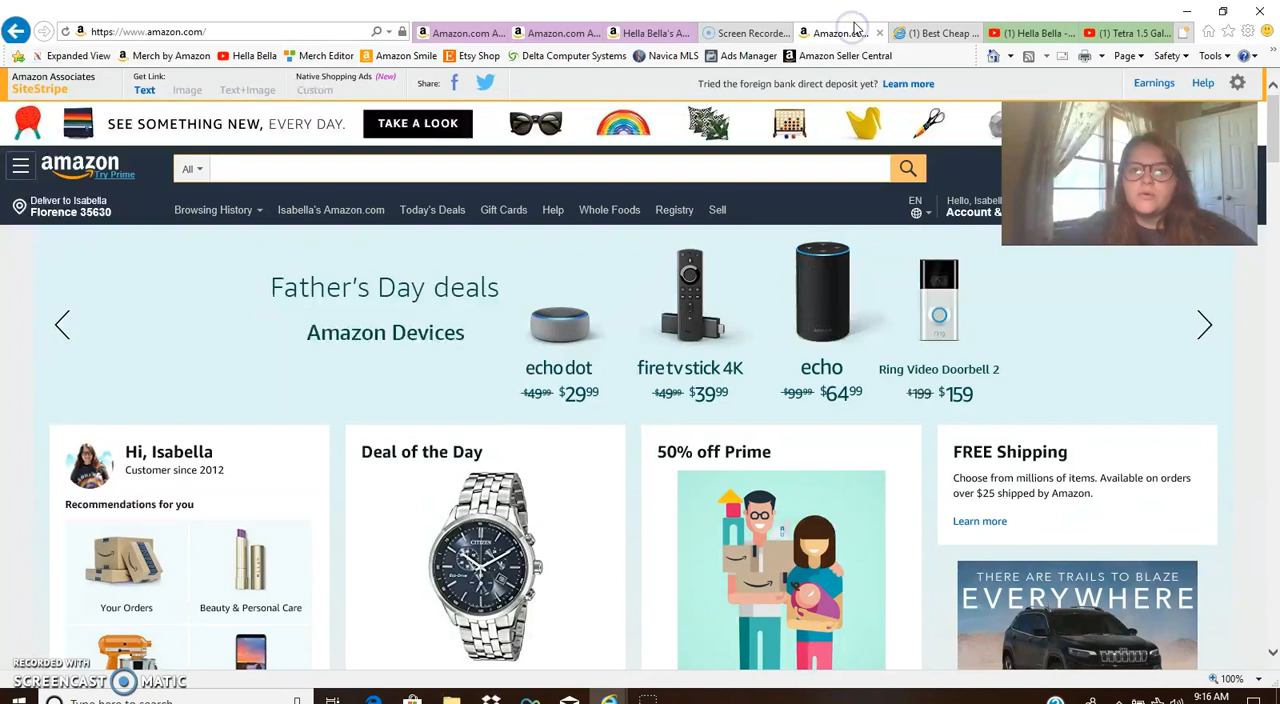 https://www.amazon.com/
Amazon.com A...
Amazon.com A...
Hella Bella's A...
Screen Recorde...
Amazon.co...
(1) Best Cheap ...
(1) Hella Bella -...
(1) Tetra 1.5 Gal...
Expanded View
Merch by Amazon
Hella Bella
Merch Editor
Amazon Smile
Etsy Shop
Delta Computer Systems
Navica MLS
Ad Manager
Amazon Seller Central
Page
Safety
Tools
Amazon Associates
SiteStripe
Get Link:
Text
Image
Text+Image
Native Shopping Ads (New)
Custom
Share:
Tried the foreign bank direct deposit yet? Learn more
Earnings
Help
SEE SOMETHING NEW, EVERY DAY.
TAKE A LOOK
amazon
Try Prime
All
Deliver to Isabella
Florence 35630
Browsing History
Isabella's Amazon.com
Today's Deals
Gift Cards
Help
Whole Foods
Registry
Sell
EN
Hello, Isabell
Account &
Father's Day deals
Amazon Devices
echo dot
$49.99 $29.99
fire tv stick 4K
$49.99 $39.99
echo
$99.99 $64.99
Ring Video Doorbell 2
$199 $159
ring
Hi, Isabella
Customer since 2012
Recommendations for you
Your Orders
Beauty & Personal Care
Deal of the Day
CITIZEN
Eco-Drive
50% off Prime
FREE Shipping
Choose from millions of items. Available on orders
over $25 shipped by Amazon.
Learn more
THERE ARE TRAILS TO BLAZE
EVERYWHERE
RECORDED WITH
SCREENCAST MATIC
100%
Type here to search
9:16 AM